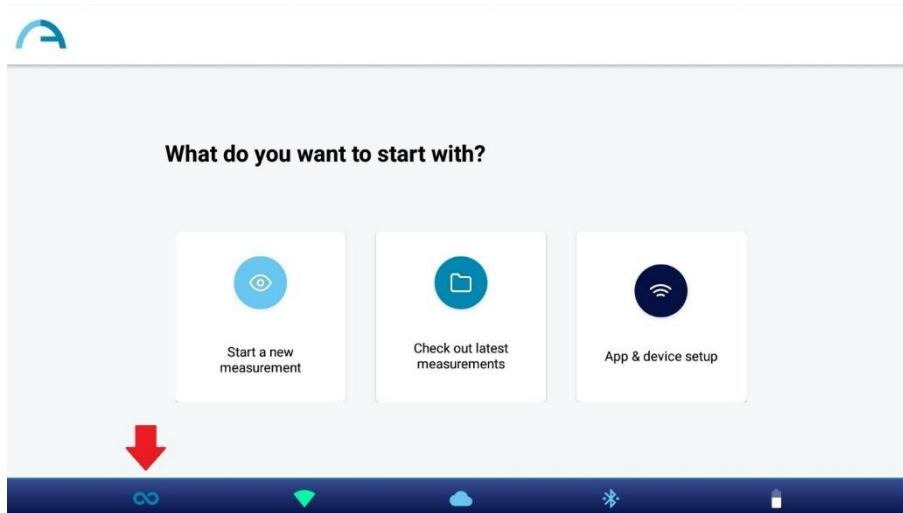 What do you want to start with?
Start a new
measurement
Check out latest
measurements
App & device setup